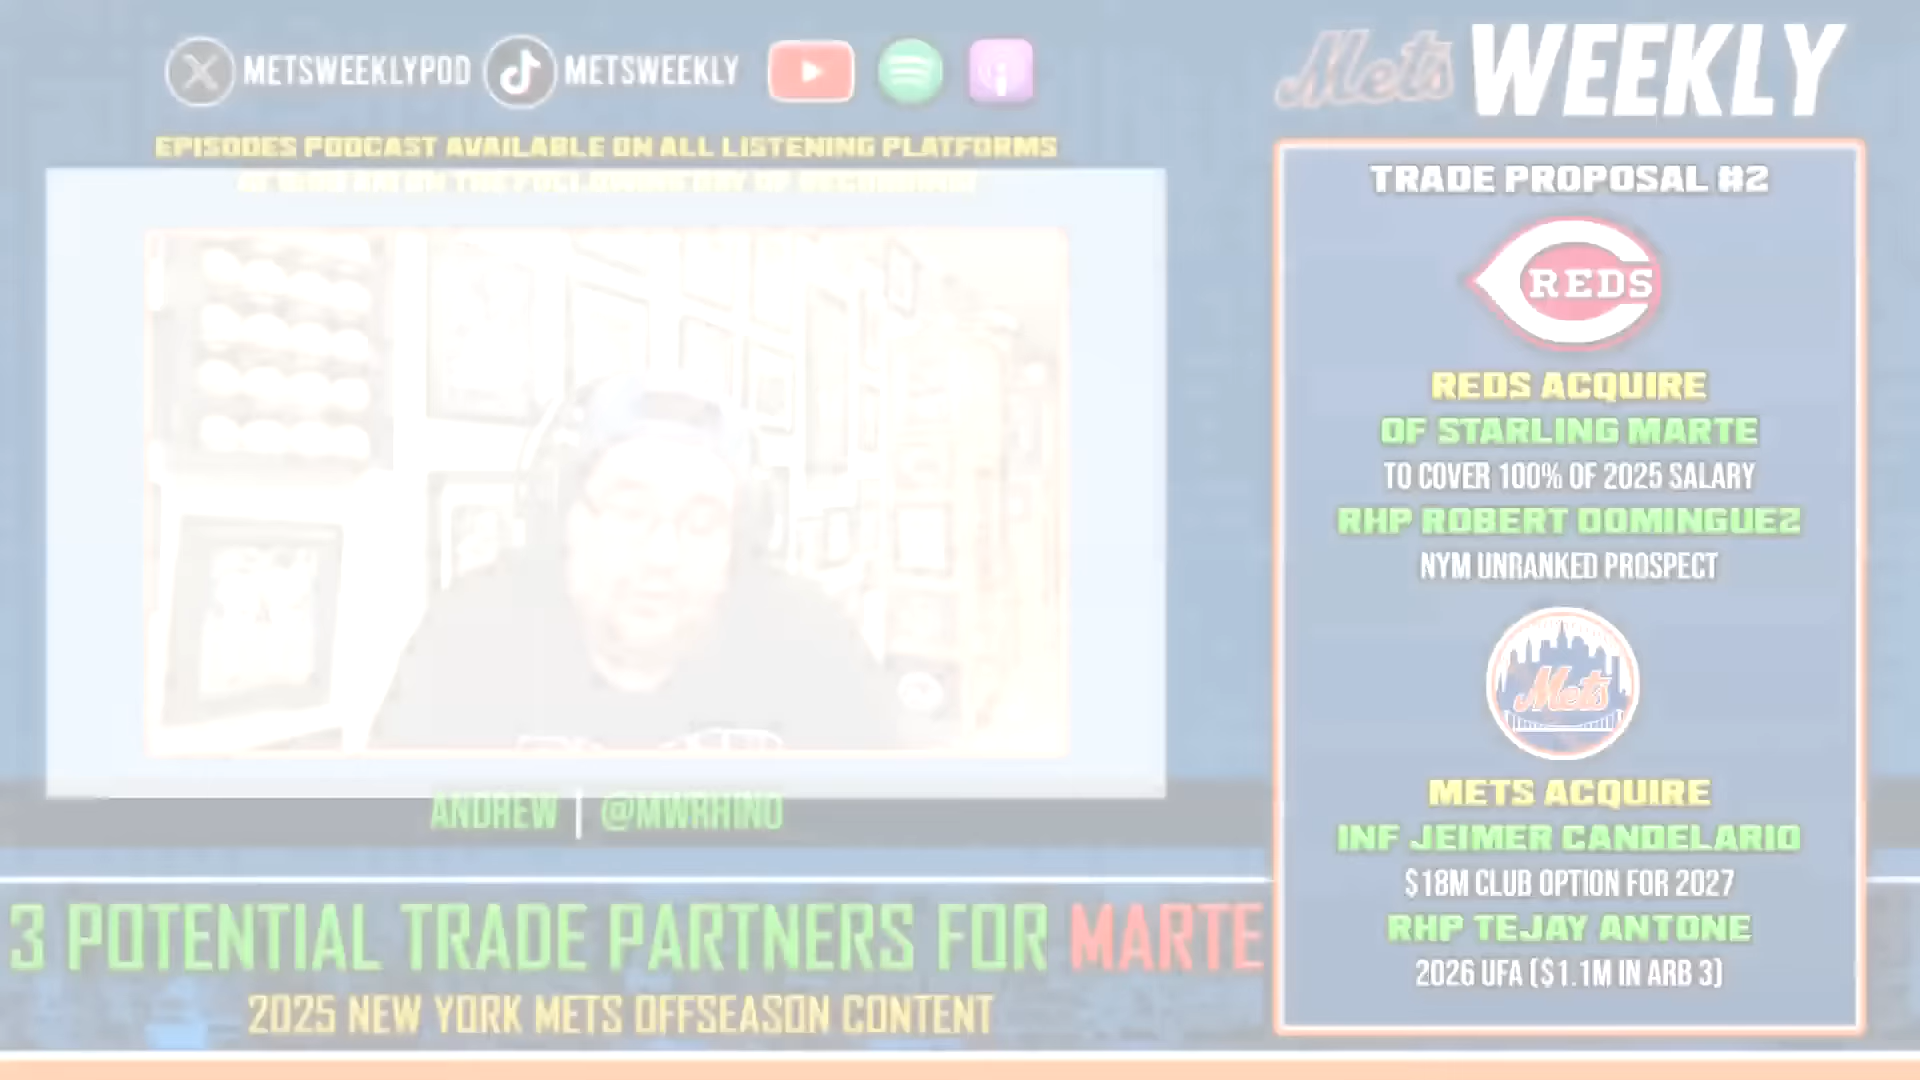 METSWEEKLYPOD METSWEEKLY
EPISODES PODCAST AVAILABLE ON ALL LISTENING PLATFORMS
ANDREW | @MWRHINO
3 POTENTIAL TRADE PARTNERS FOR MARTE
2025 NEW YORK METS OFFSEASON CONTENT
Mets WEEKLY
TRADE PROPOSAL #2
REDS
REDS ACQUIRE
OF STARLING MARTE
TO COVER 100% OF 2025 SALARY
RHP ROBERT DOMINGUEZ
NYM UNRANKED PROSPECT
Mets
METS ACQUIRE
INF JEIMER CANDELARIO
$18M CLUB OPTION FOR 2027
RHP TEJAY ANTONE
2026 UFA ($1.1M IN ARB 3)